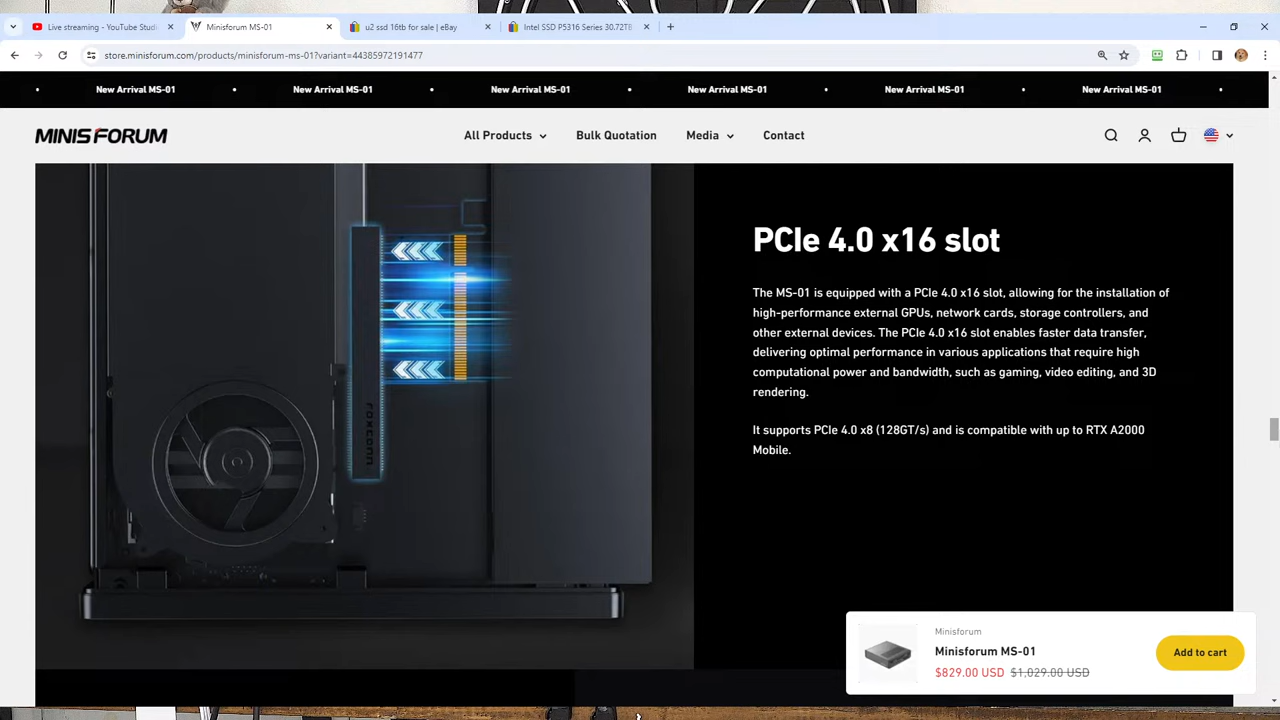 Live streaming - YouTube Studi
Minisforum MS-01
u2 ssd 16tb for sale | eBay
Intel SSD P5316 Series 30.72TB
store.minisforum.com/products/minisforum-ms-01?variant=44385972191477
New Arrival MS-01 New Arrival MS-01 New Arrival MS-01 New Arrival MS-01 New Arrival MS-01 New Arrival MS-01
MINISFORUM
All Products
Bulk Quotation
Media
Contact
FOXCONN
PCIe 4.0 x16 slot
The MS-01 is equipped with a PCIe 4.0 x16 slot, allowing for the installation of
high-performance external GPUs, network cards, storage controllers, and
other external devices. The PCIe 4.0 x16 slot enables faster data transfer,
delivering optimal performance in various applications that require high
computational power and bandwidth, such as gaming, video editing, and 3D
rendering.
It supports PCIe 4.0 x8 (128GT/s) and is compatible with up to RTX A2000
Mobile.
Minisforum
Minisforum MS-01
$829.00 USD $1,029.00 USD
Add to cart